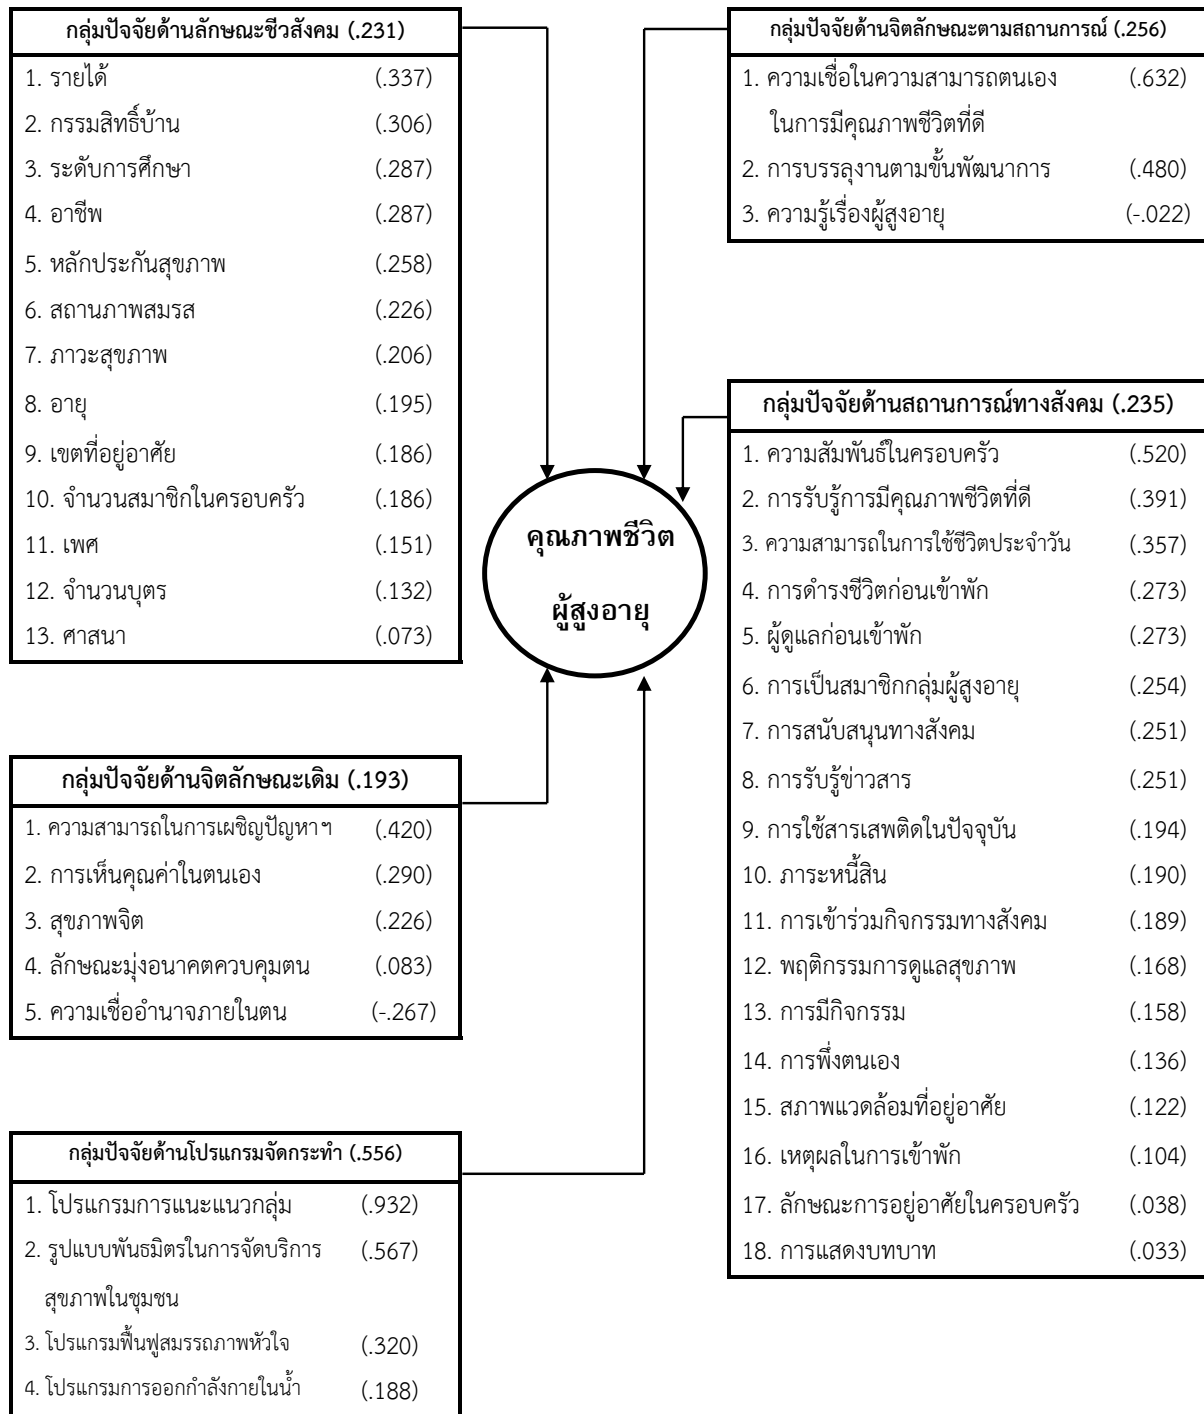 กลุ่มปัจจัยด้านลักษณะชีวสังคม (.231)
1. รายได้ (.337)
2. กรรมสิทธิ์บ้าน (.306)
3. ระดับการศึกษา (.287)
4. อาชีพ (.287)
5. หลักประกันสุขภาพ (.258)
6. สถานภาพสมรส (.226)
7. ภาวะสุขภาพ (.206)
8. อายุ (.195)
9. เขตที่อยู่อาศัย (.186)
10. จำนวนสมาชิกในครอบครัว (.186)
11. เพศ (.151)
12. จำนวนบุตร (.132)
13. ศาสนา (.073)
กลุ่มปัจจัยด้านจิตลักษณะตามสถานการณ์ (.256)
1. ความเชื่อในความสามารถตนเอง (.632)
ในการมีคุณภาพชีวิตที่ดี
2. การบรรลุงานตามขั้นพัฒนาการ (.480)
3. ความรู้เรื่องผู้สูงอายุ (-.022)
คุณภาพชีวิต
ผู้สูงอายุ
กลุ่มปัจจัยด้านสถานการณ์ทางสังคม (.235)
1. ความสัมพันธ์ในครอบครัว (.520)
2. การรับรู้การมีคุณภาพชีวิตที่ดี (.391)
3. ความสามารถในการใช้ชีวิตประจำวัน (.357)
4. การดำรงชีวิตก่อนเข้าพัก (.273)
5. ผู้ดูแลก่อนเข้าพัก (.273)
6. การเป็นสมาชิกกลุ่มผู้สูงอายุ (.254)
7. การสนับสนุนทางสังคม (.251)
8. การรับรู้ข่าวสาร (.251)
9. การใช้สารเสพติดในปัจจุบัน (.194)
10. ภาระหนี้สิน (.190)
11. การเข้าร่วมกิจกรรมทางสังคม (.189)
12. พฤติกรรมการดูแลสุขภาพ (.168)
13. การมีกิจกรรม (.158)
14. การพึ่งตนเอง (.136)
15. สภาพแวดล้อมที่อยู่อาศัย (.122)
16. เหตุผลในการเข้าพัก (.104)
17. ลักษณะการอยู่อาศัยในครอบครัว (.038)
18. การแสดงบทบาท (.033)
กลุ่มปัจจัยด้านจิตลักษณะเดิม (.193)
1. ความสามารถในการเผชิญปัญหาฯ (.420)
2. การเห็นคุณค่าในตนเอง (.290)
3. สุขภาพจิต (.226)
4. ลักษณะมุ่งอนาคตควบคุมตน (.083)
5. ความเชื่ออำนาจภายในตน (-.267)
กลุ่มปัจจัยด้านโปรแกรมจัดกระทำ (.556)
1. โปรแกรมการแนะแนวกลุ่ม (.932)
2. รูปแบบพันธมิตรในการจัดบริการ (.567)
สุขภาพในชุมชน
3. โปรแกรมฟื้นฟูสมรรถภาพหัวใจ (.320)
4. โปรแกรมการออกกำลังกายในน้ำ (.188)